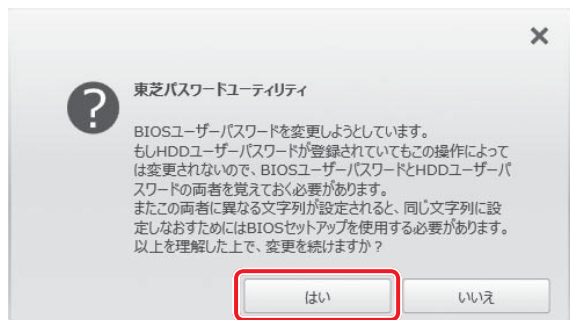 東芝パスワードユーティリティ
BIOSユーザーパスワードを変更しようとしています。
もしHDDユーザーパスワードが登録されていてもこの操作によって
は変更されないので、BIOSユーザーパスワードとHDDユーザーパ
スワードの両者を覚えておく必要があります。
またこの両者に異なる文字列が設定されると、同じ文字列に設
定しなおすためにはBIOSセットアップを使用する必要があります。
以上を理解した上で、変更を続けますか？
はい
いいえ